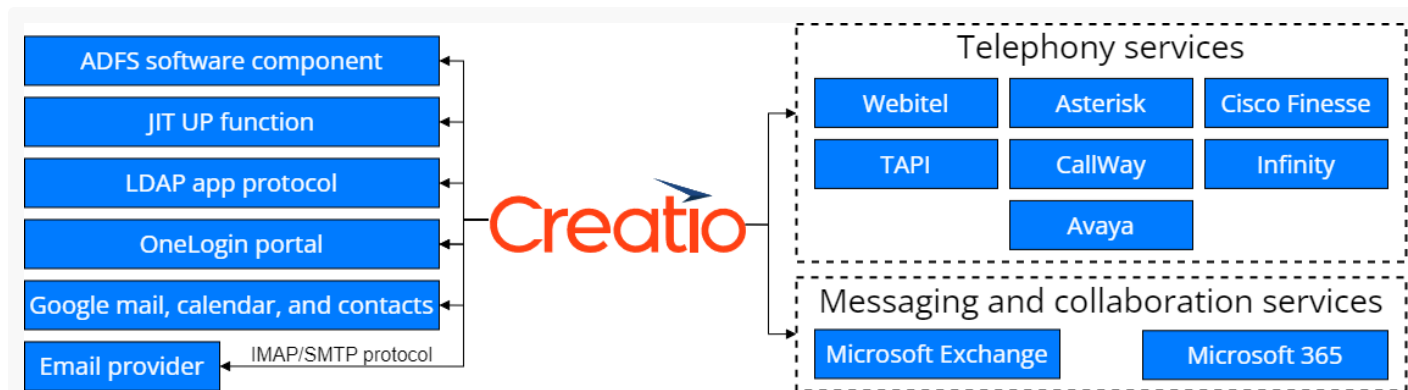 ADFS software component
JIT UP function
LDAP app protocol
OneLogin portal
Google mail, calendar, and contacts
Email provider
IMAP/SMTP protocol
Creatio
Telephony services
Webitel
Asterisk
Cisco Finesse
TAPI
CallWay
Infinity
Avaya
Messaging and collaboration services
Microsoft Exchange
Microsoft 365